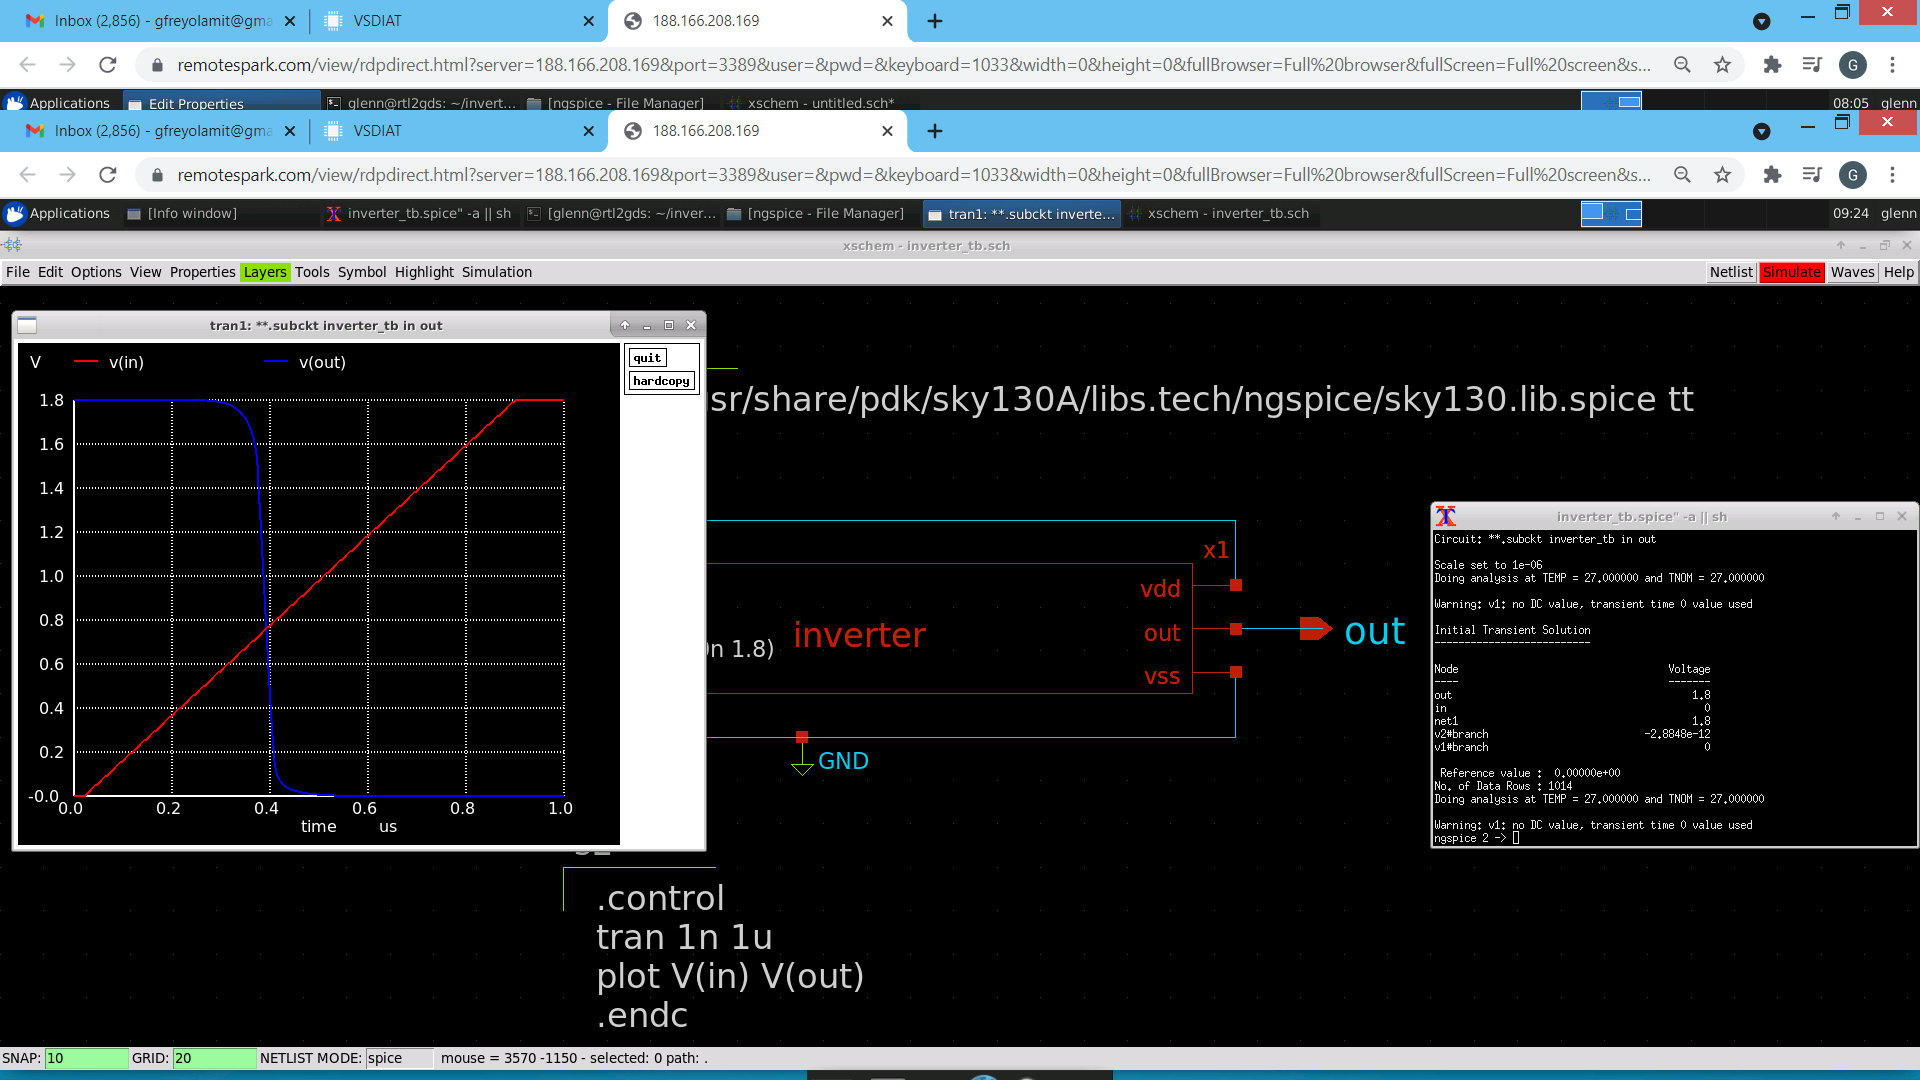 Inbox (2,856) - gfreyolamit@gma
VSDIAT
188.166.208.169
remotespark.com/view/rdpdirect.html?server=188.166.208.169&port=3389&user=&pwd=&keyboard=1033&width=0&height=0&fullBrowser=Full%20browser&fullScreen=Full%20screen&s...
G
Applications
Edit Properties
glenn@rtl2gds: ~/invert...
[ngspice - File Manager]
xschem - untitled.sch*
08:05 glenn
Inbox (2,856) - gfreyolamit@gma
VSDIAT
188.166.208.169
remotespark.com/view/rdpdirect.html?server=188.166.208.169&port=3389&user=&pwd=&keyboard=1033&width=0&height=0&fullBrowser=Full%20browser&fullScreen=Full%20screen&s...
G
Applications
[Info window]
inverter_tb.spice" -a || sh
[glenn@rtl2gds: ~/inver...
[ngspice - File Manager]
tran1: **.subckt inverte...
xschem - inverter_tb.sch
09:24 glenn
xschem - inverter_tb.sch
File Edit Options View Properties Layers Tools Symbol Highlight Simulation
Netlist Simulate Waves Help
tran1: **.subckt inverter_tb in out
quit
hardcopy
V
v(in)
v(out)
1.8
1.6
1.4
1.2
1.0
0.8
0.6
0.4
0.2
-0.0
0.0 0.2 0.4 0.6 0.8 1.0
time us
sr/share/pdk/sky130A/libs.tech/ngspice/sky130.lib.spice tt
x1
vdd
out
vss
inverter
n 1.8)
out
GND
.control
tran 1n 1u
plot V(in) V(out)
.endc
inverter_tb.spice" -a || sh
Circuit: **.subckt inverter_tb in out
Scale set to 1e-06
Doing analysis at TEMP = 27.000000 and TNOM = 27.000000
Warning: v1: no DC value, transient time 0 value used
Initial Transient Solution
--------------------------
Node Voltage
---- -------
out 1.8
in 0
net1 1.8
v2#branch -2.8848e-12
v1#branch 0
Reference value : 0.00000e+00
No. of Data Rows : 1014
Doing analysis at TEMP = 27.000000 and TNOM = 27.000000
Warning: v1: no DC value, transient time 0 value used
ngspice 2 ->
SNAP: 10 GRID: 20 NETLIST MODE: spice mouse = 3570 -1150 - selected: 0 path: .